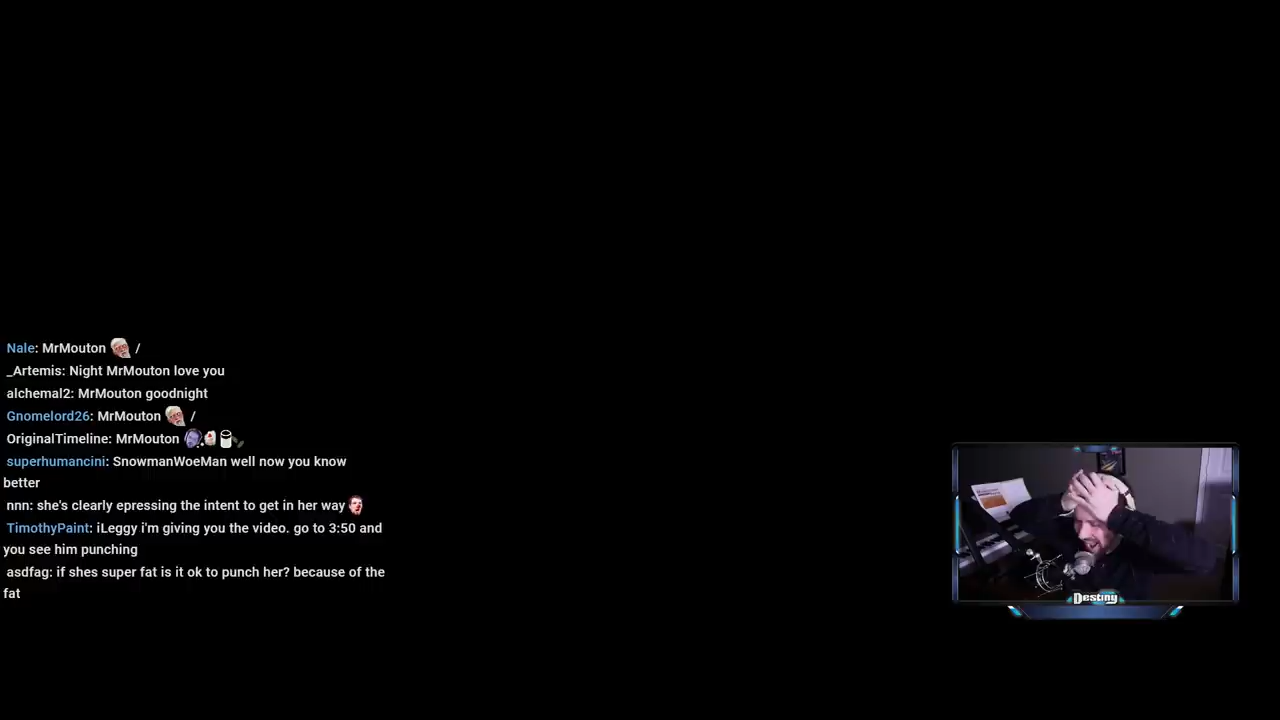 Nale: MrMouton /
_Artemis: Night MrMouton love you
alchemal2: MrMouton goodnight
Gnomelord26: MrMouton /
OriginalTimeline: MrMouton
superhumancini: SnowmanWoeMan well now you know
better
nnn: she's clearly epressing the intent to get in her way
TimothyPaint: iLeggy i'm giving you the video. go to 3:50 and
you see him punching
asdfag: if shes super fat is it ok to punch her? because of the
fat
Destiny